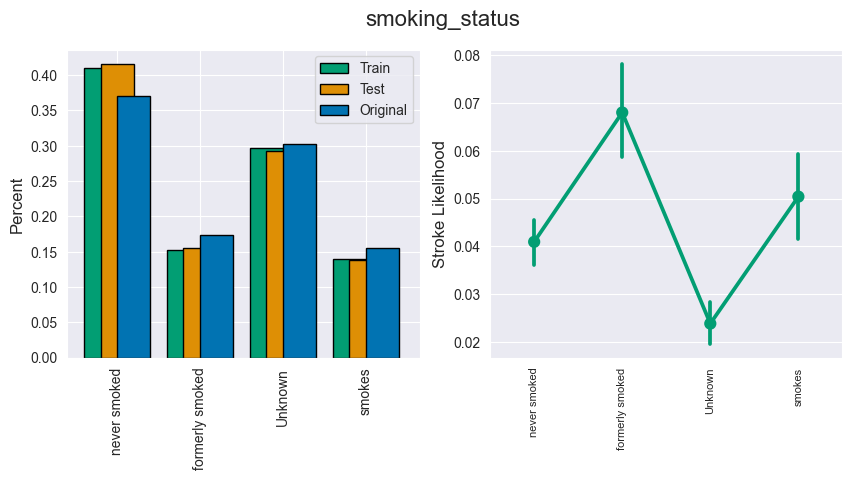 smoking_status
Percent
0.40
0.35
0.30
0.25
0.20
0.15
0.10
0.05
0.00
never smoked
formerly smoked
Unknown
smokes
Train
Test
Original
Stroke Likelihood
0.08
0.07
0.06
0.05
0.04
0.03
0.02
never smoked
formerly smoked
Unknown
smokes